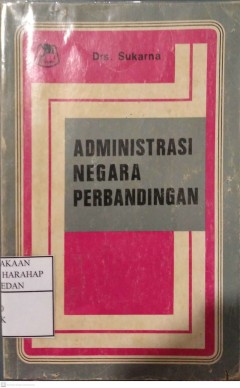 Drs. Sukarna
ADMINISTRASI
NEGARA
PERBANDINGAN
AKAAN
HARAHAP
EDAN